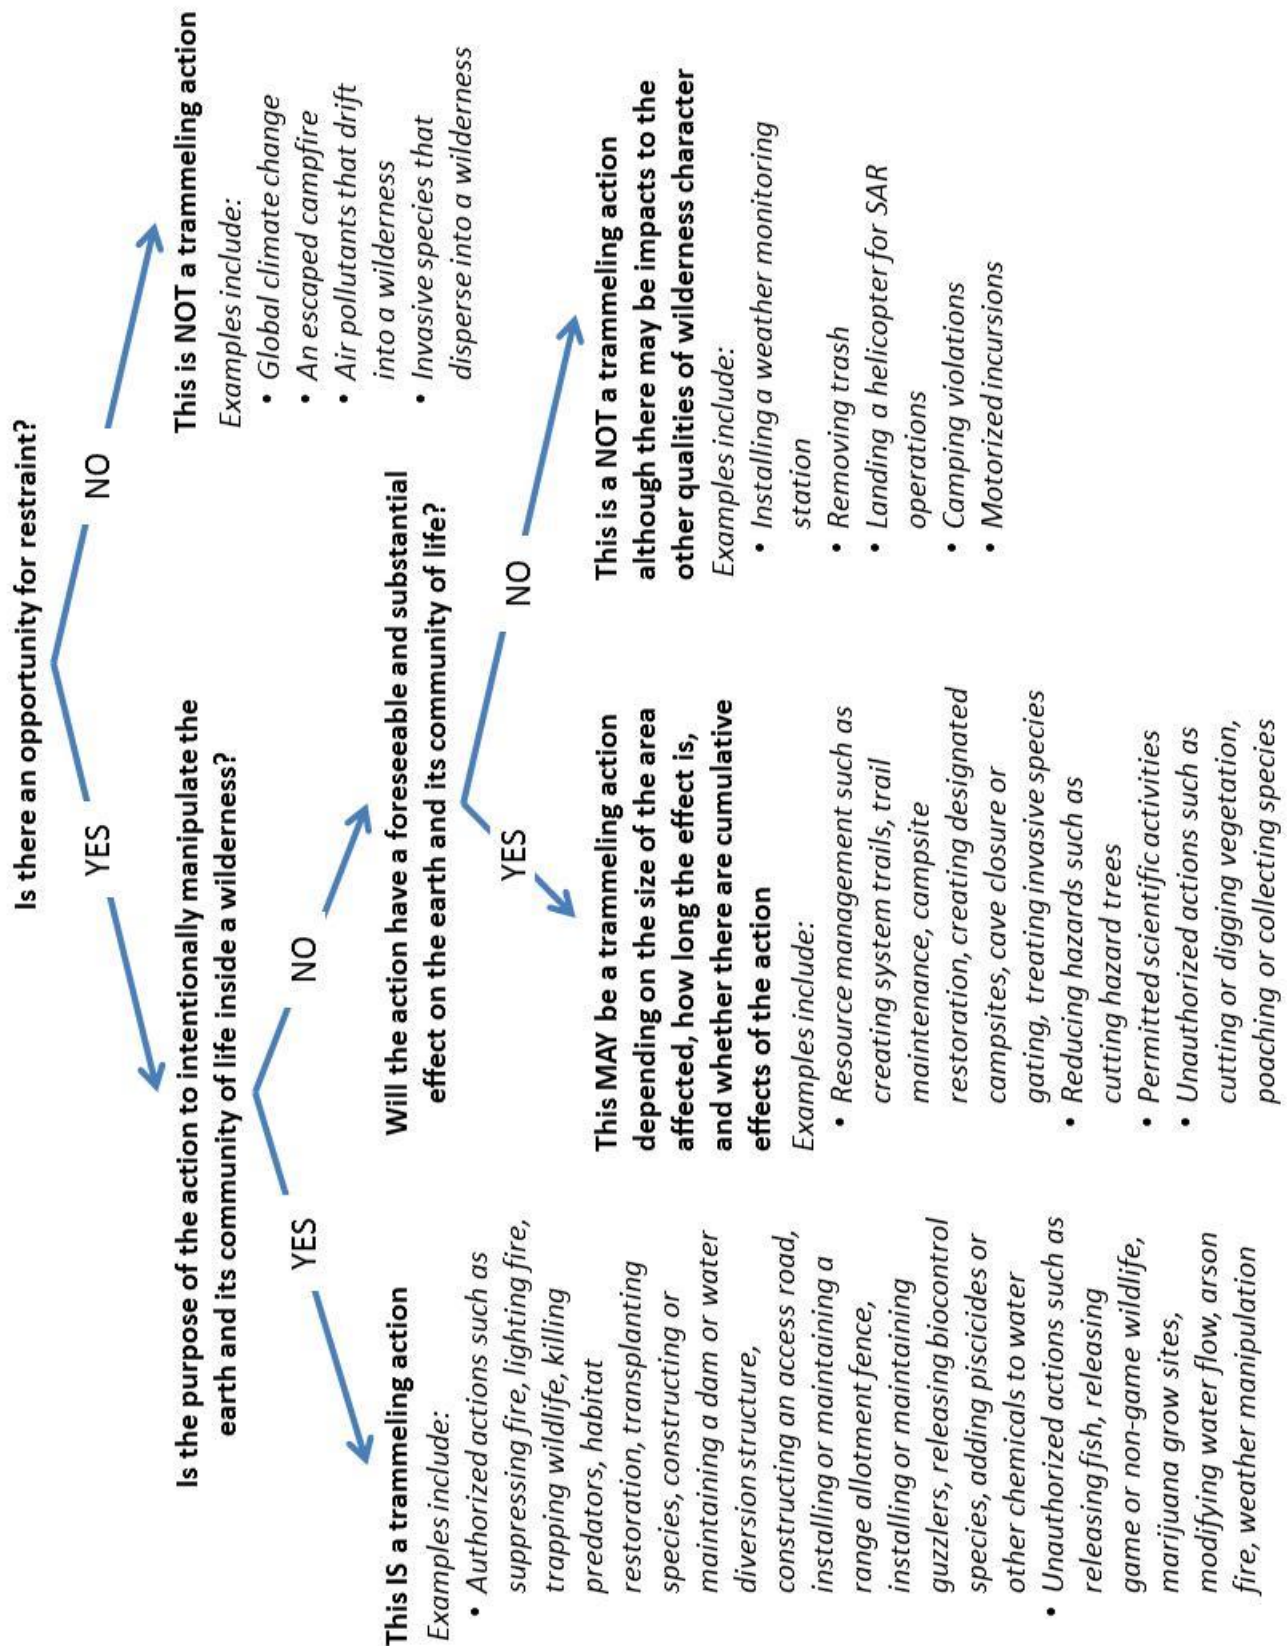 Is there an opportunity for restraint?
YES
NO
Is the purpose of the action to intentionally manipulate the
earth and its community of life inside a wilderness?
This is NOT a trammeling action
Examples include:
• Global climate change
• An escaped campfire
• Air pollutants that drift
into a wilderness
• Invasive species that
disperse into a wilderness
YES
NO
This IS a trammeling action
Examples include:
• Authorized actions such as
suppressing fire, lighting fire,
trapping wildlife, killing
predators, habitat
restoration, transplanting
species, constructing or
maintaining a dam or water
diversion structure,
constructing an access road,
installing or maintaining a
range allotment fence,
installing or maintaining
guzzlers, releasing biocontrol
species, adding piscicides or
other chemicals to water
• Unauthorized actions such as
releasing fish, releasing
game or non-game wildlife,
marijuana grow sites,
modifying water flow, arson
fire, weather manipulation
Will the action have a foreseeable and substantial
effect on the earth and its community of life?
YES
NO
This MAY be a trammeling action
depending on the size of the area
affected, how long the effect is,
and whether there are cumulative
effects of the action
Examples include:
• Resource management such as
creating system trails, trail
maintenance, campsite
restoration, creating designated
campsites, cave closure or
gating, treating invasive species
• Reducing hazards such as
cutting hazard trees
• Permitted scientific activities
• Unauthorized actions such as
cutting or digging vegetation,
poaching or collecting species
This is a NOT a trammeling action
although there may be impacts to the
other qualities of wilderness character
Examples include:
• Installing a weather monitoring
station
• Removing trash
• Landing a helicopter for SAR
operations
• Camping violations
• Motorized incursions